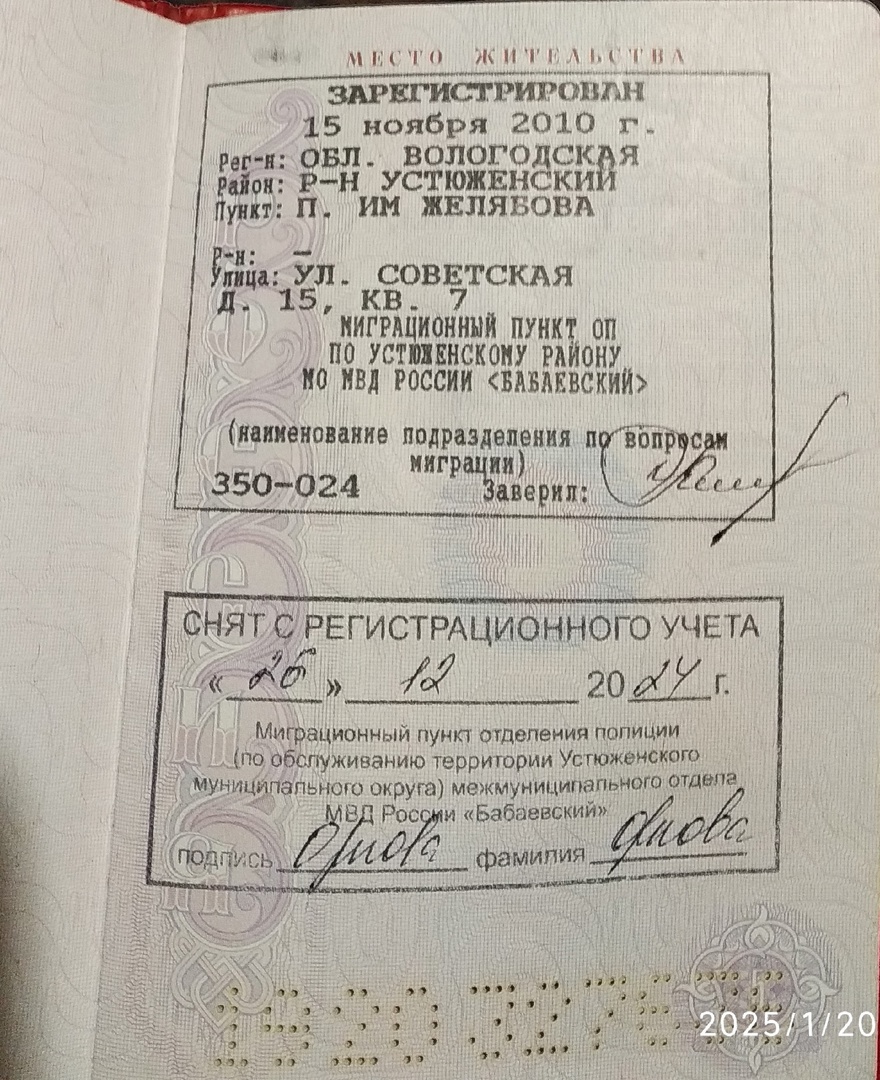 МЕСТО ЖИТЕЛЬСТВА
ЗАРЕГИСТРИРОВАН
15 ноября 2010 г.
Рег-н: ОБЛ. ВОЛОГОДСКАЯ
Район: Р-Н УСТЮЖЕНСКИЙ
Пункт: П. ИМ ЖЕЛЯБОВА
Р-н: –
Улица: УЛ. СОВЕТСКАЯ
Д. 15, КВ. 7
МИГРАЦИОННЫЙ ПУНКТ ОП
ПО УСТЮЖЕНСКОМУ РАЙОНУ
МО МВД РОССИИ <БАБАЕВСКИЙ>
(наименование подразделения по вопросам
миграции)
350-024 Заверил:
СНЯТ С РЕГИСТРАЦИОННОГО УЧЕТА
« 26 » 12 2024 г.
Миграционный пункт отделения полиции
(по обслуживанию территории Устюженского
муниципального округа) межмуниципального отдела
МВД России «Бабаевский»
подпись фамилия
2025/1/20